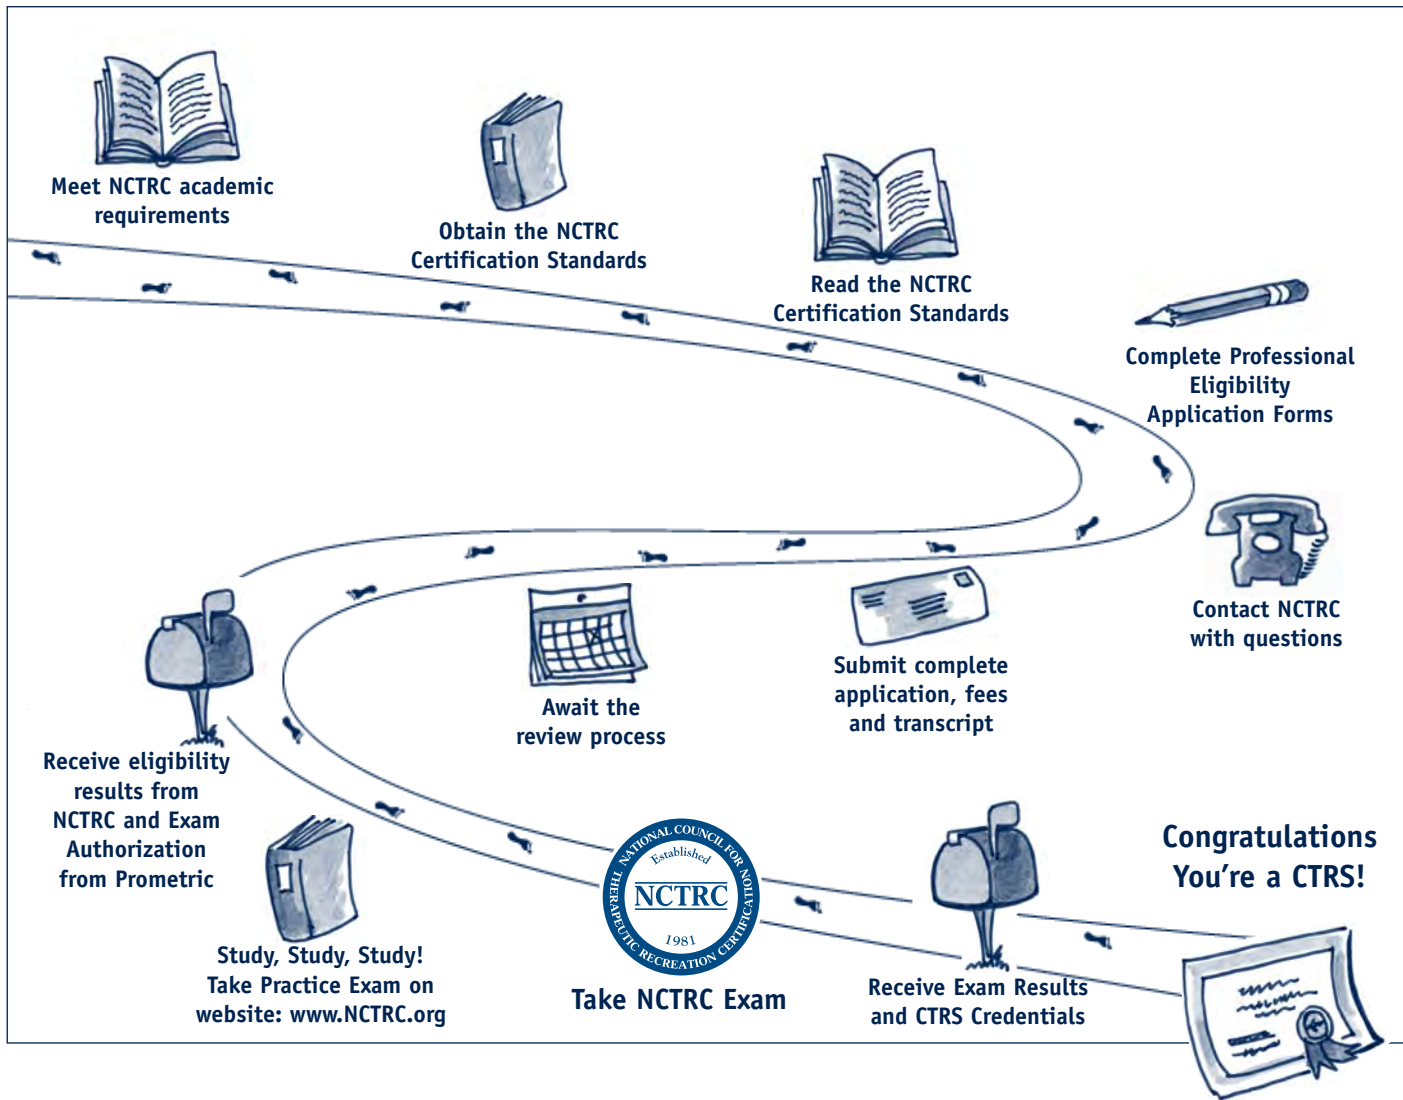 Meet NCTRC academic
requirements
Obtain the NCTRC
Certification Standards
Read the NCTRC
Certification Standards
Complete Professional
Eligibility
Application Forms
Contact NCTRC
with questions
Submit complete
application, fees
and transcript
Await the
review process
Receive eligibility
results from
NCTRC and Exam
Authorization
from Prometric
Study, Study, Study!
Take Practice Exam on
website: www.NCTRC.org
NATIONAL COUNCIL FOR THERAPEUTIC RECREATION CERTIFICATION
Established
NCTRC
1981
Take NCTRC Exam
Receive Exam Results
and CTRS Credentials
Congratulations
You're a CTRS!